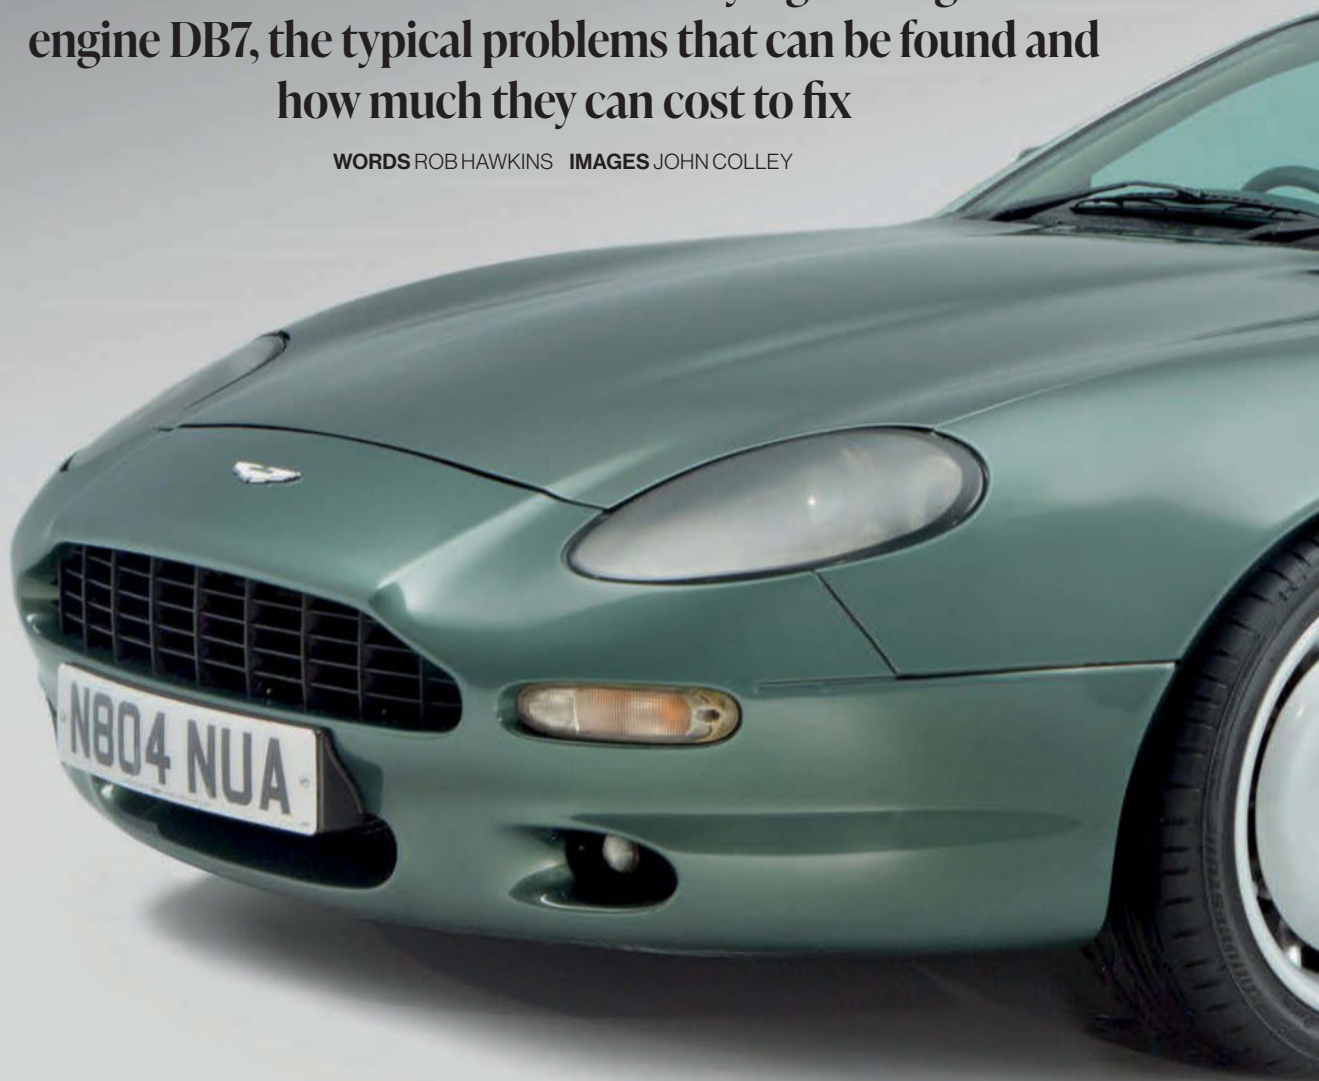 engine DB7, the typical problems that can be found and
how much they can cost to fix
WORDS ROB HAWKINS IMAGES JOHN COLLEY
N804 NUA